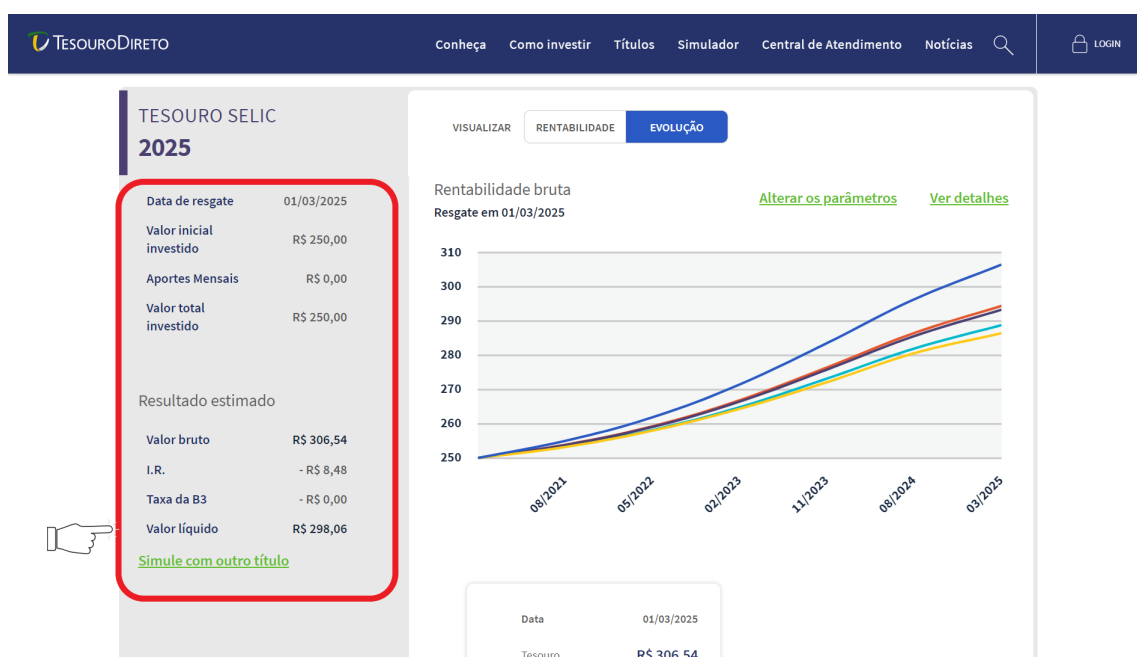 TESOURODIRETO
Conheça Como investir Títulos Simulador Central de Atendimento Notícias LOGIN
TESOURO SELIC
2025
Data de resgate 01/03/2025
Valor inicial
investido R$ 250,00
Aportes Mensais R$ 0,00
Valor total
investido R$ 250,00
Resultado estimado
Valor bruto R$ 306,54
I.R. - R$ 8,48
Taxa da B3 - R$ 0,00
Valor líquido R$ 298,06
Simule com outro título
VISUALIZAR RENTABILIDADE EVOLUÇÃO
Rentabilidade bruta
Resgate em 01/03/2025
Alterar os parâmetros Ver detalhes
310
300
290
280
270
260
250
08/2021 05/2022 02/2023 11/2023 08/2024 03/2025
Data 01/03/2025
Tesouro R$ 306,54